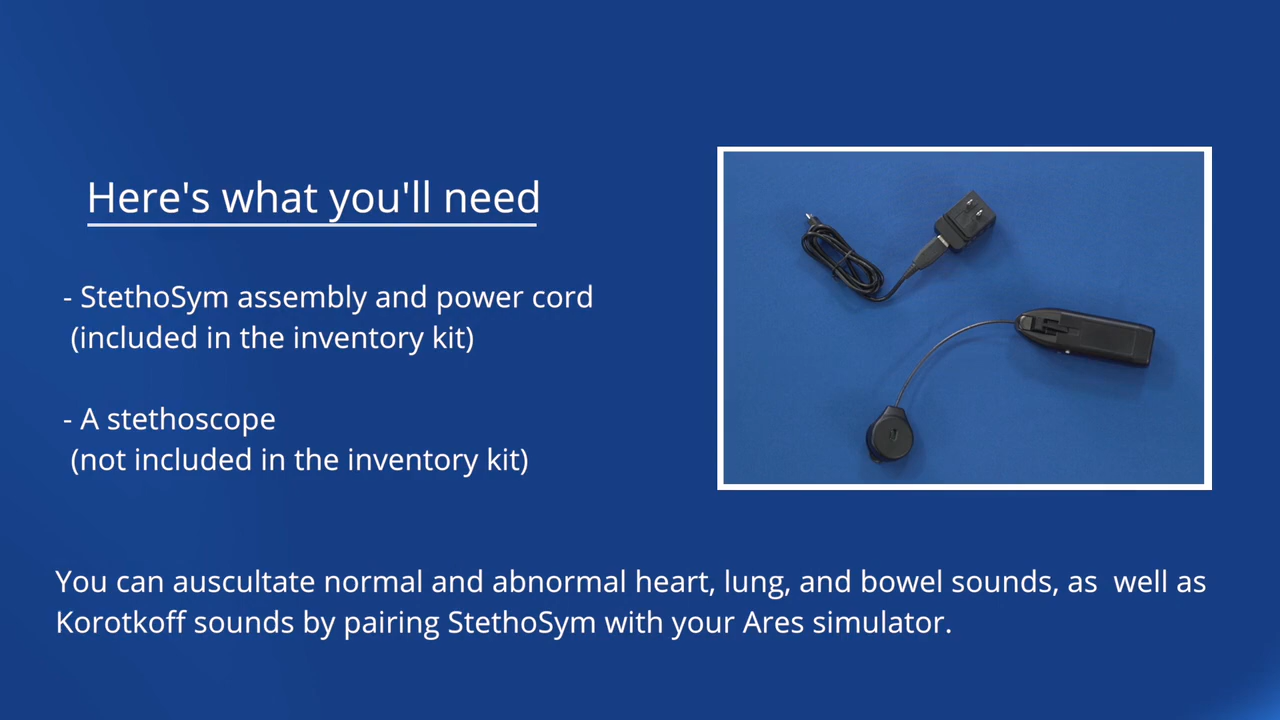 Here's what you'll need
- StethoSym assembly and power cord
(included in the inventory kit)
- A stethoscope
(not included in the inventory kit)
You can auscultate normal and abnormal heart, lung, and bowel sounds, as  well as
Korotkoff sounds by pairing StethoSym with your Ares simulator.